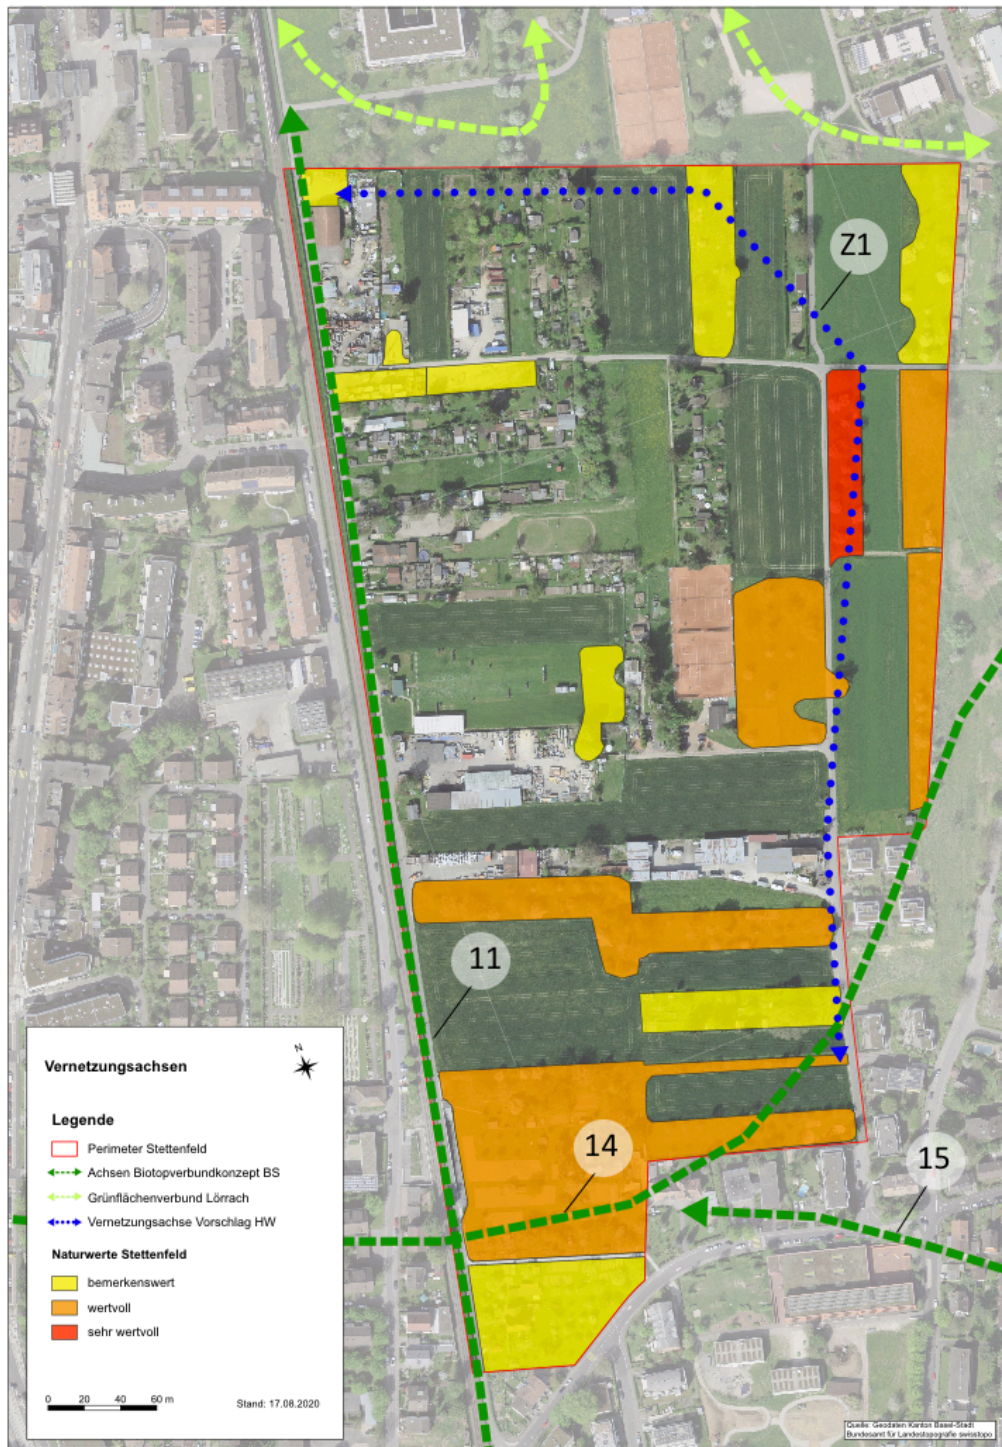 Z1
11
14
15
Vernetzungsachsen
N
Legende
Perimeter Stettenfeld
Achsen Biotopverbundkonzept BS
Grünflächenverbund Lörrach
Vernetzungsachse Vorschlag HW
Naturwerte Stettenfeld
bemerkenswert
wertvoll
sehr wertvoll
0 20 40 60 m
Stand: 17.08.2020
Quelle: Geodaten Kanton Basel-Stadt
Bundesamt für Landestopografie swisstopo